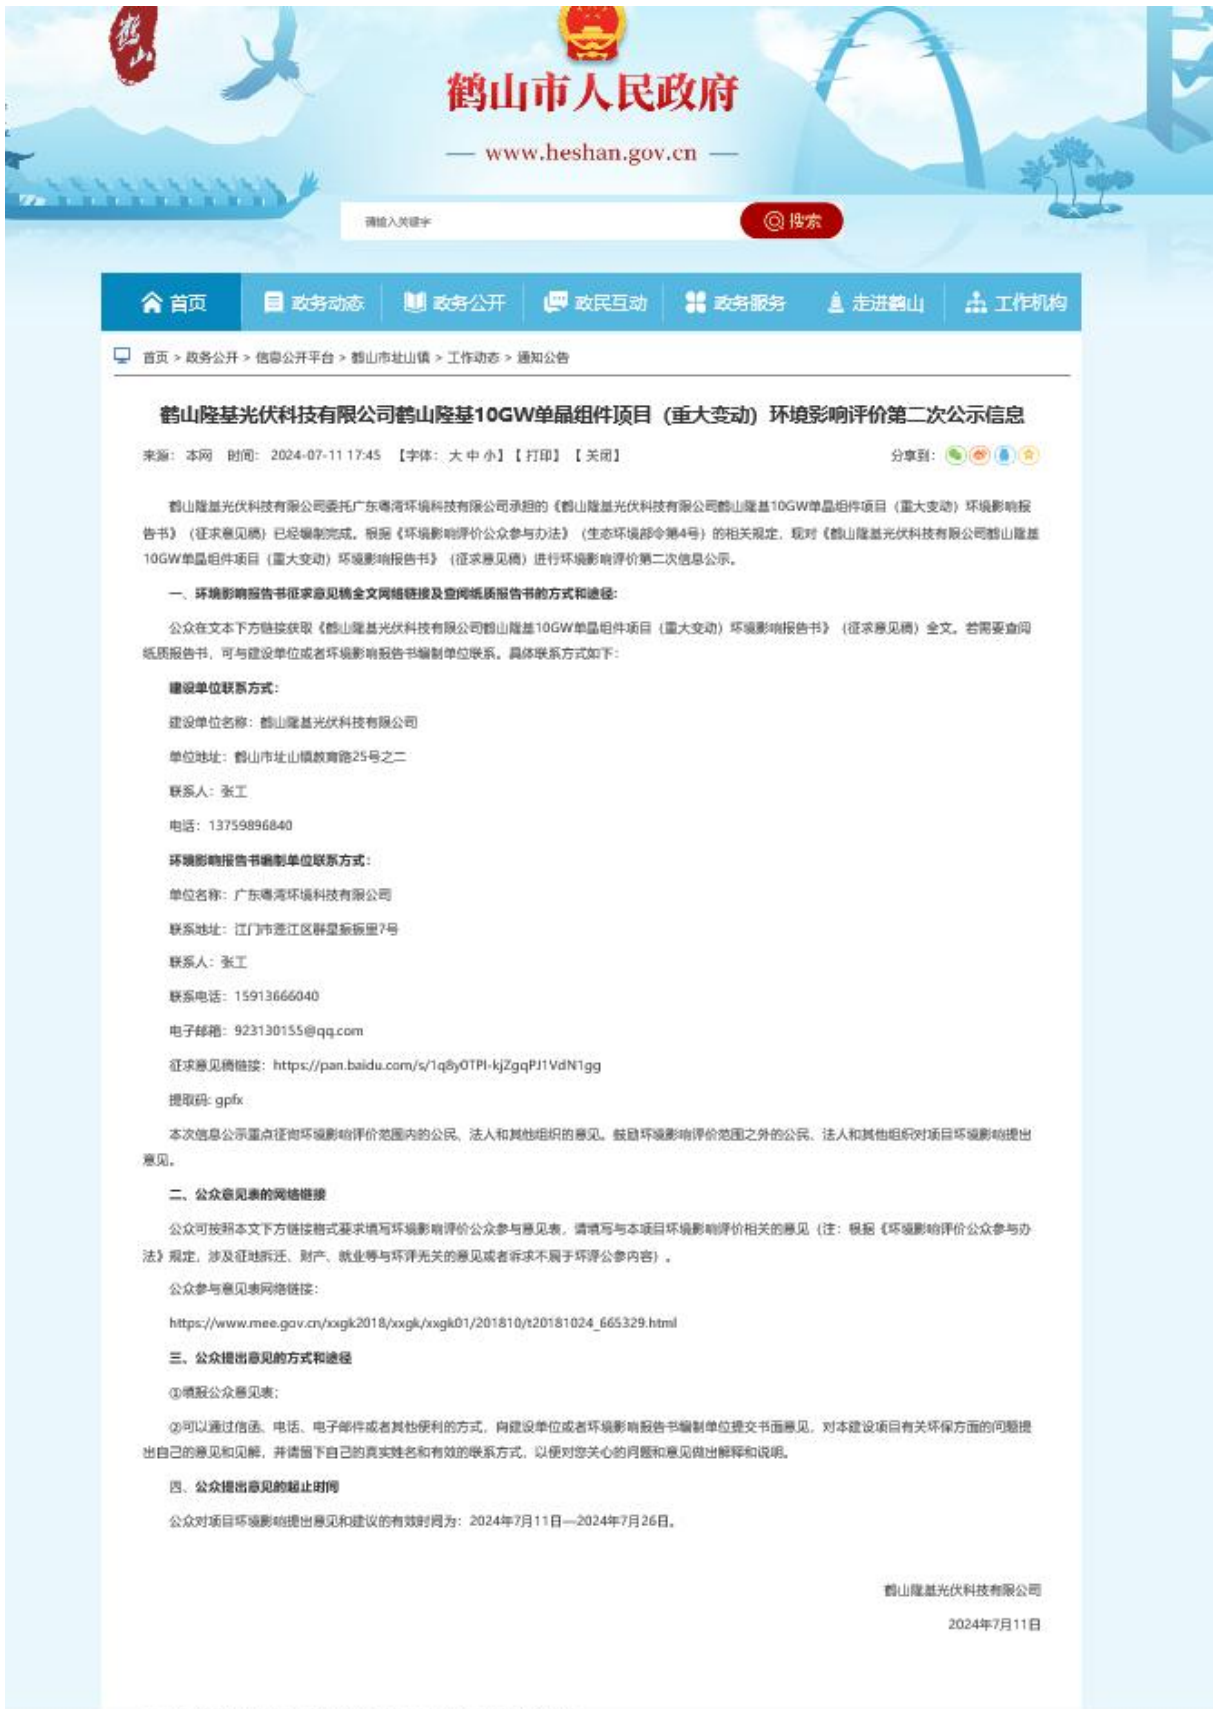 鹤山
鹤山市人民政府
— www.heshan.gov.cn —
请输入关键字
搜索
首页 政务动态 政务公开 政民互动 政务服务 走进鹤山 工作机构
首页 > 政务公开 > 信息公开平台 > 鹤山市址山镇 > 工作动态 > 通知公告
鹤山隆基光伏科技有限公司鹤山隆基10GW单晶组件项目（重大变动）环境影响评价第二次公示信息
来源： 本网 时间： 2024-07-11 17:45 【字体： 大 中 小】【 打印】 【 关闭】 分享到：
鹤山隆基光伏科技有限公司委托广东粤湾环境科技有限公司承担的《鹤山隆基光伏科技有限公司鹤山隆基10GW单晶组件项目（重大变动）环境影响报
告书》（征求意见稿）已经编制完成。根据《环境影响评价公众参与办法》（生态环境部令第4号）的相关规定，现对《鹤山隆基光伏科技有限公司鹤山隆基
10GW单晶组件项目（重大变动）环境影响报告书》（征求意见稿）进行环境影响评价第二次信息公示。
一、环境影响报告书征求意见稿全文网络链接及查阅纸质报告书的方式和途径：
公众在文本下方链接获取《鹤山隆基光伏科技有限公司鹤山隆基10GW单晶组件项目（重大变动）环境影响报告书》（征求意见稿）全文。若需要查阅
纸质报告书，可与建设单位或者环境影响报告书编制单位联系。具体联系方式如下：
建设单位联系方式：
建设单位名称：鹤山隆基光伏科技有限公司
单位地址：鹤山市址山镇教育路25号之二
联系人：张工
电话：13759896840
环境影响报告书编制单位联系方式：
单位名称：广东粤湾环境科技有限公司
联系地址：江门市蓬江区群星振振里7号
联系人：张工
联系电话：15913666040
电子邮箱：923130155@qq.com
征求意见稿链接：https://pan.baidu.com/s/1q8y0TPl-kjZgqPJ1VdN1gg
提取码: gpfx
本次信息公示重点征询环境影响评价范围内的公民、法人和其他组织的意见。鼓励环境影响评价范围之外的公民、法人和其他组织对项目环境影响提出
意见。
二、公众意见表的网络链接
公众可按照本文下方链接格式要求填写环境影响评价公众参与意见表，请填写与本项目环境影响评价相关的意见（注：根据《环境影响评价公众参与办
法》规定，涉及征地拆迁、财产、就业等与环评无关的意见或者诉求不属于环评公参内容）。
公众参与意见表网络链接：
https://www.mee.gov.cn/xxgk2018/xxgk/xxgk01/201810/t20181024_665329.html
三、公众提出意见的方式和途径
①填报公众意见表；
②可以通过信函、电话、电子邮件或者其他便利的方式，向建设单位或者环境影响报告书编制单位提交书面意见，对本建设项目有关环保方面的问题提
出自己的意见和见解，并请留下自己的真实姓名和有效的联系方式，以便对您关心的问题和意见做出解释和说明。
四、公众提出意见的起止时间
公众对项目环境影响提出意见和建议的有效时间为：2024年7月11日—2024年7月26日。
鹤山隆基光伏科技有限公司
2024年7月11日